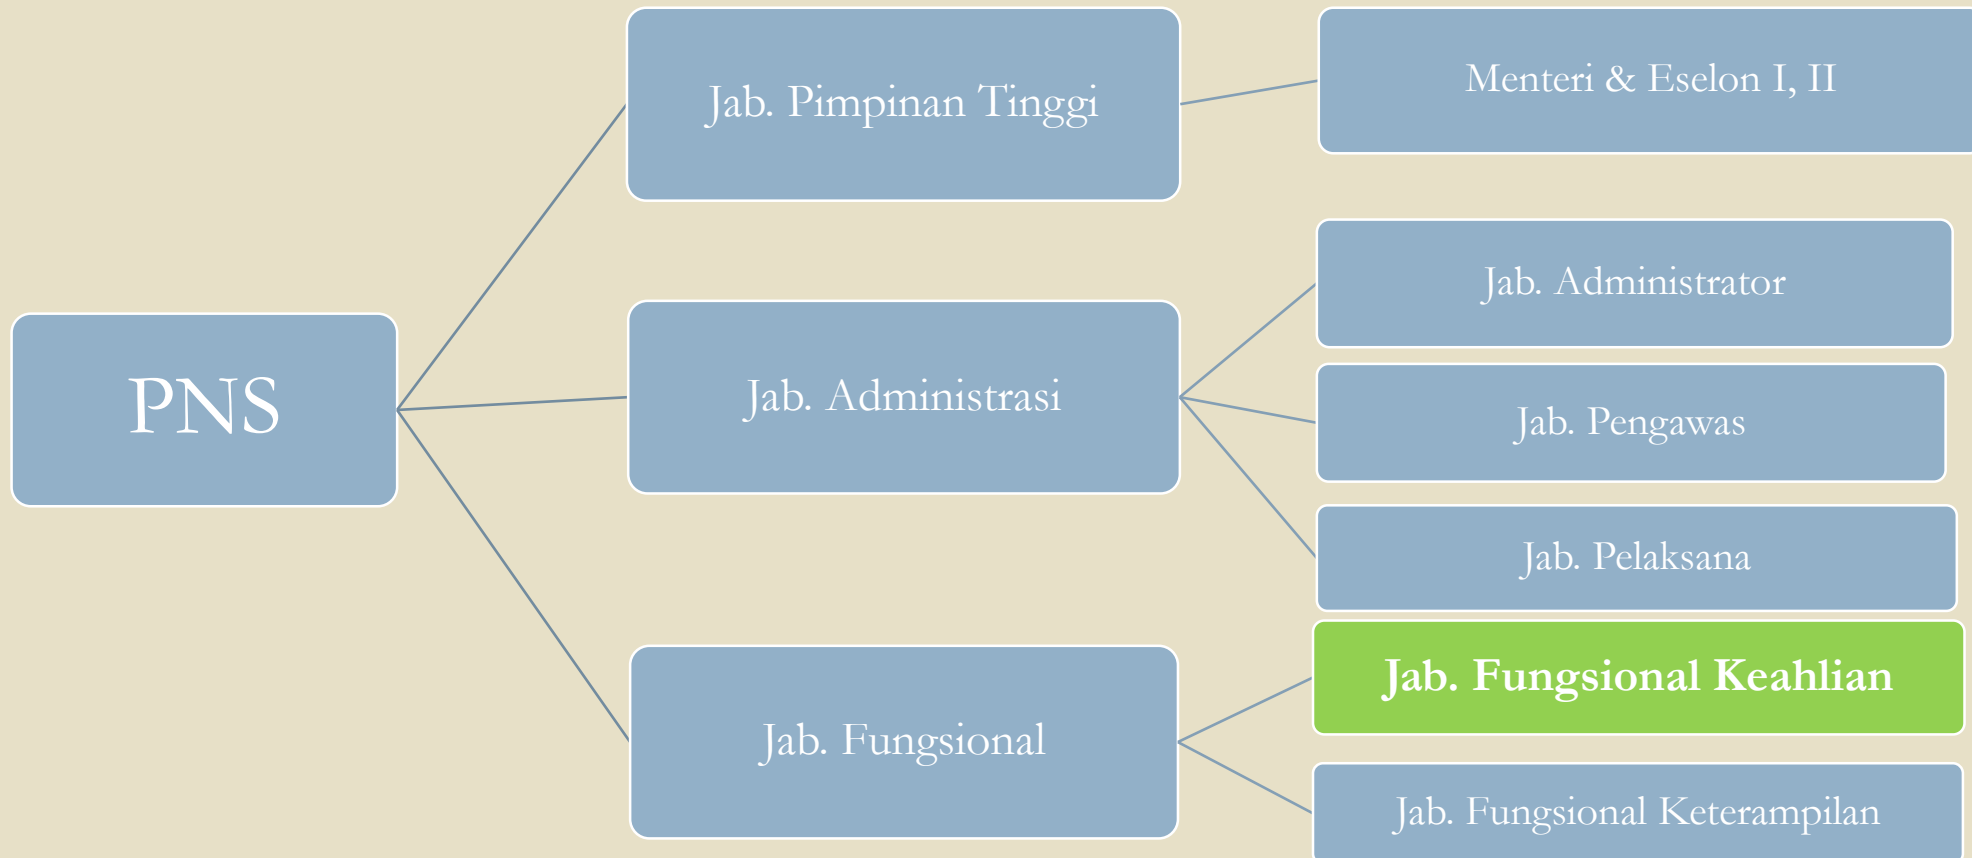 PNS
Jab. Pimpinan Tinggi
Menteri & Eselon I, II
Jab. Administrasi
Jab. Administrator
Jab. Pengawas
Jab. Pelaksana
Jab. Fungsional
Jab. Fungsional Keahlian
Jab. Fungsional Keterampilan